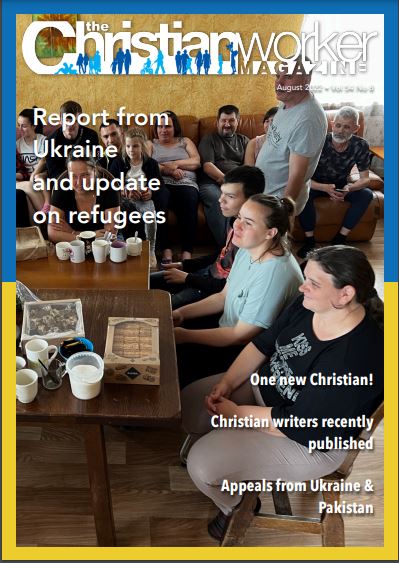 the
Christianworker
MAGAZINE
August 2022 • Vol 54 No 8
Report from
Ukraine
and update
on refugees
One new Christian!
Christian writers recently
published
Appeals from Ukraine &
Pakistan